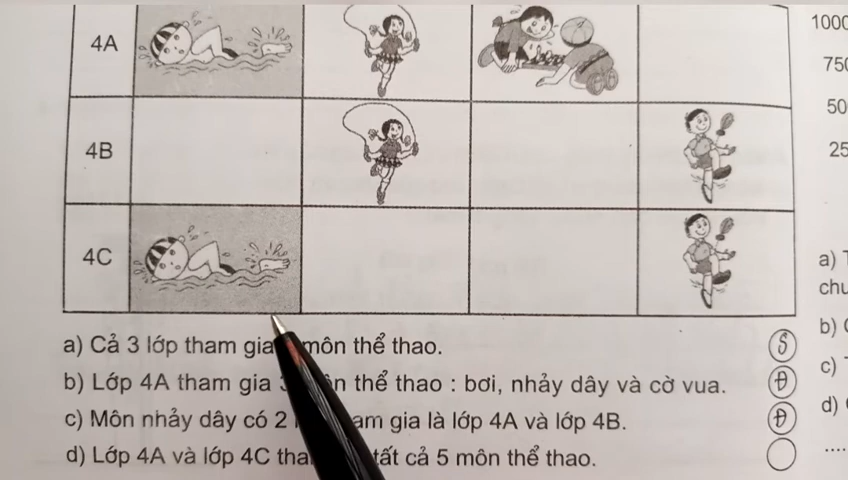 4A
1000
750
50
4B
25
4C
a)
chu
a) Cả 3 lớp tham gia môn thể thao. S
b)
b) Lớp 4A tham gia thể thao : bơi, nhảy dây và cờ vua. Đ
c)
c) Môn nhảy dây có 2 gia là lớp 4A và lớp 4B. Đ
d)
d) Lớp 4A và lớp 4C tất cả 5 môn thể thao.
....